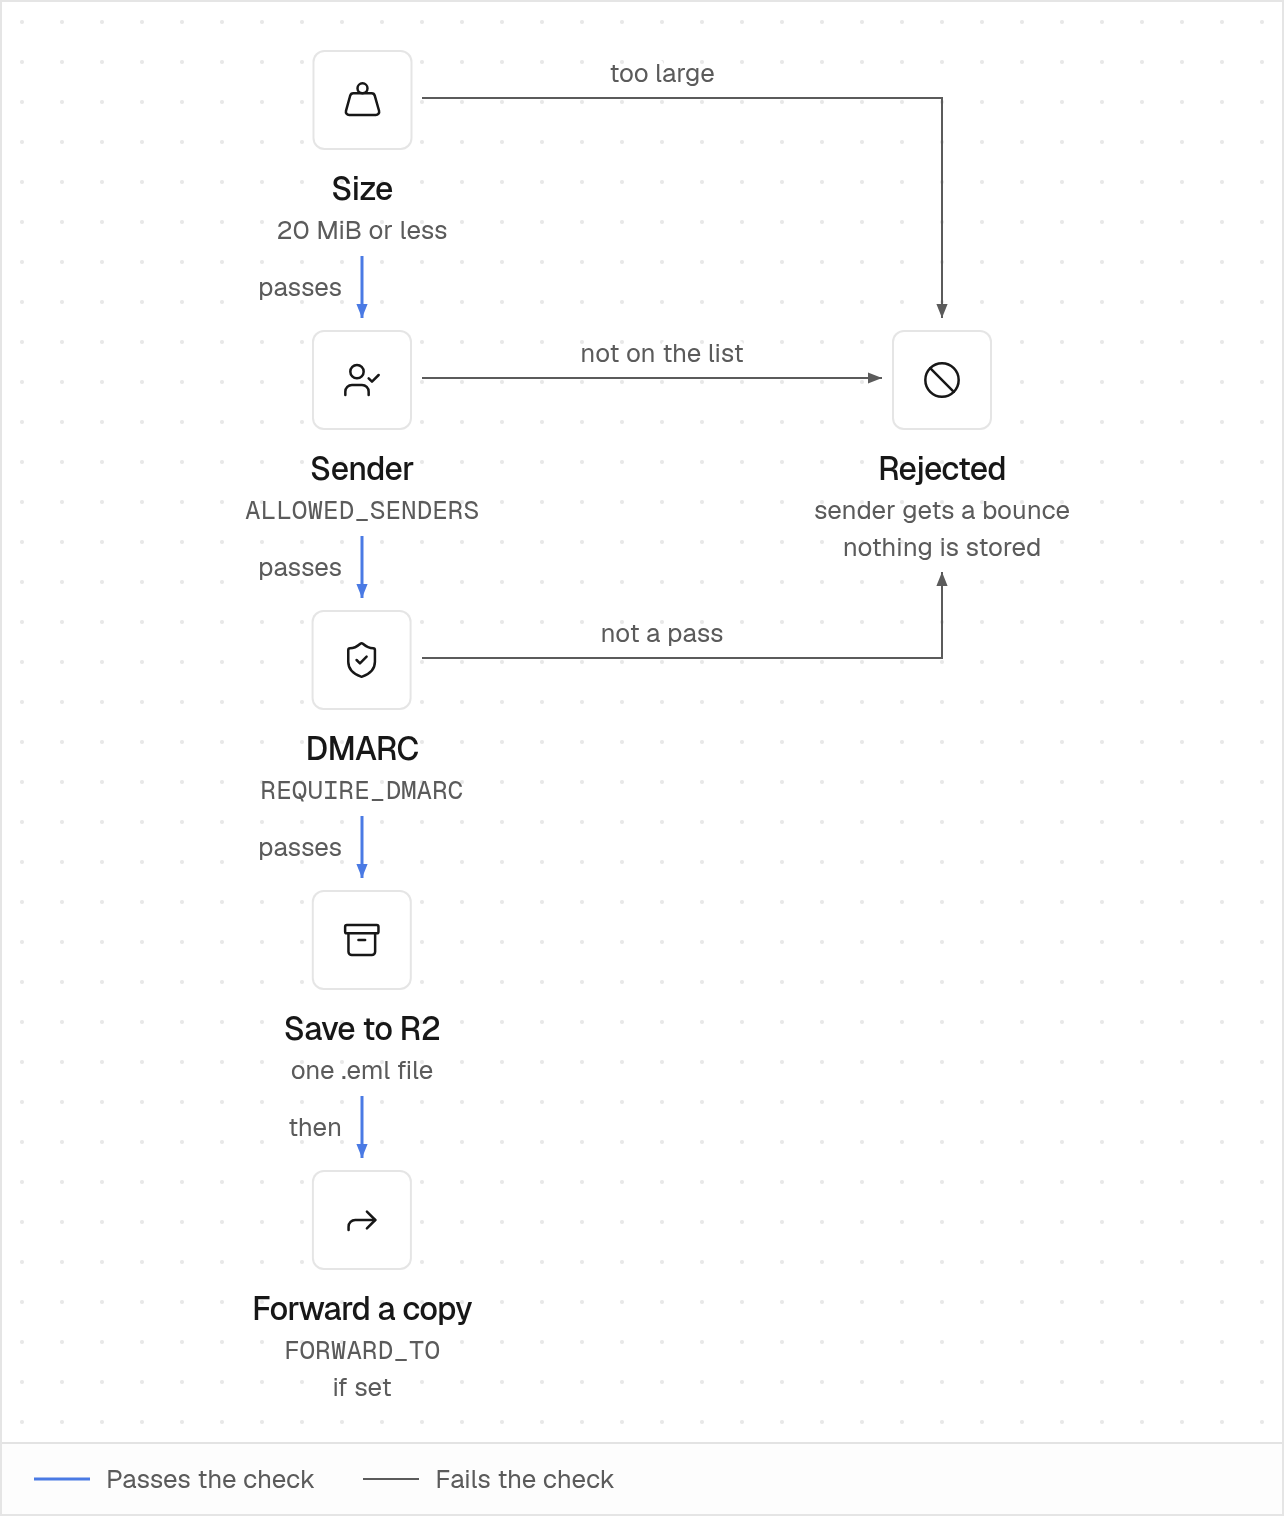 too large
Size
20 MiB or less
passes
not on the list
Sender
ALLOWED_SENDERS
Rejected
sender gets a bounce
nothing is stored
passes
not a pass
DMARC
REQUIRE_DMARC
passes
Save to R2
one .eml file
then
Forward a copy
FORWARD_TO
if set
Passes the check
Fails the check